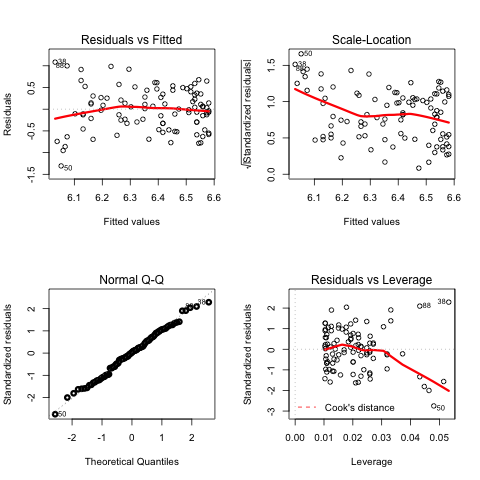 Residuals vs Fitted
Residuals
0.5
-0.5
-1.5
38
88
50
6.1 6.2 6.3 6.4 6.5 6.6
Fitted values
Scale-Location
√|Standardized residuals|
1.5
1.0
0.5
0.0
50
38
88
6.1 6.2 6.3 6.4 6.5 6.6
Fitted values
Normal Q-Q
Standardized residuals
2
1
0
-1
-2
88 38
50
-2 -1 0 1 2
Theoretical Quantiles
Residuals vs Leverage
Standardized residuals
2
1
0
-1
-2
-3
38
88
50
Cook's distance
0.00 0.01 0.02 0.03 0.04 0.05
Leverage